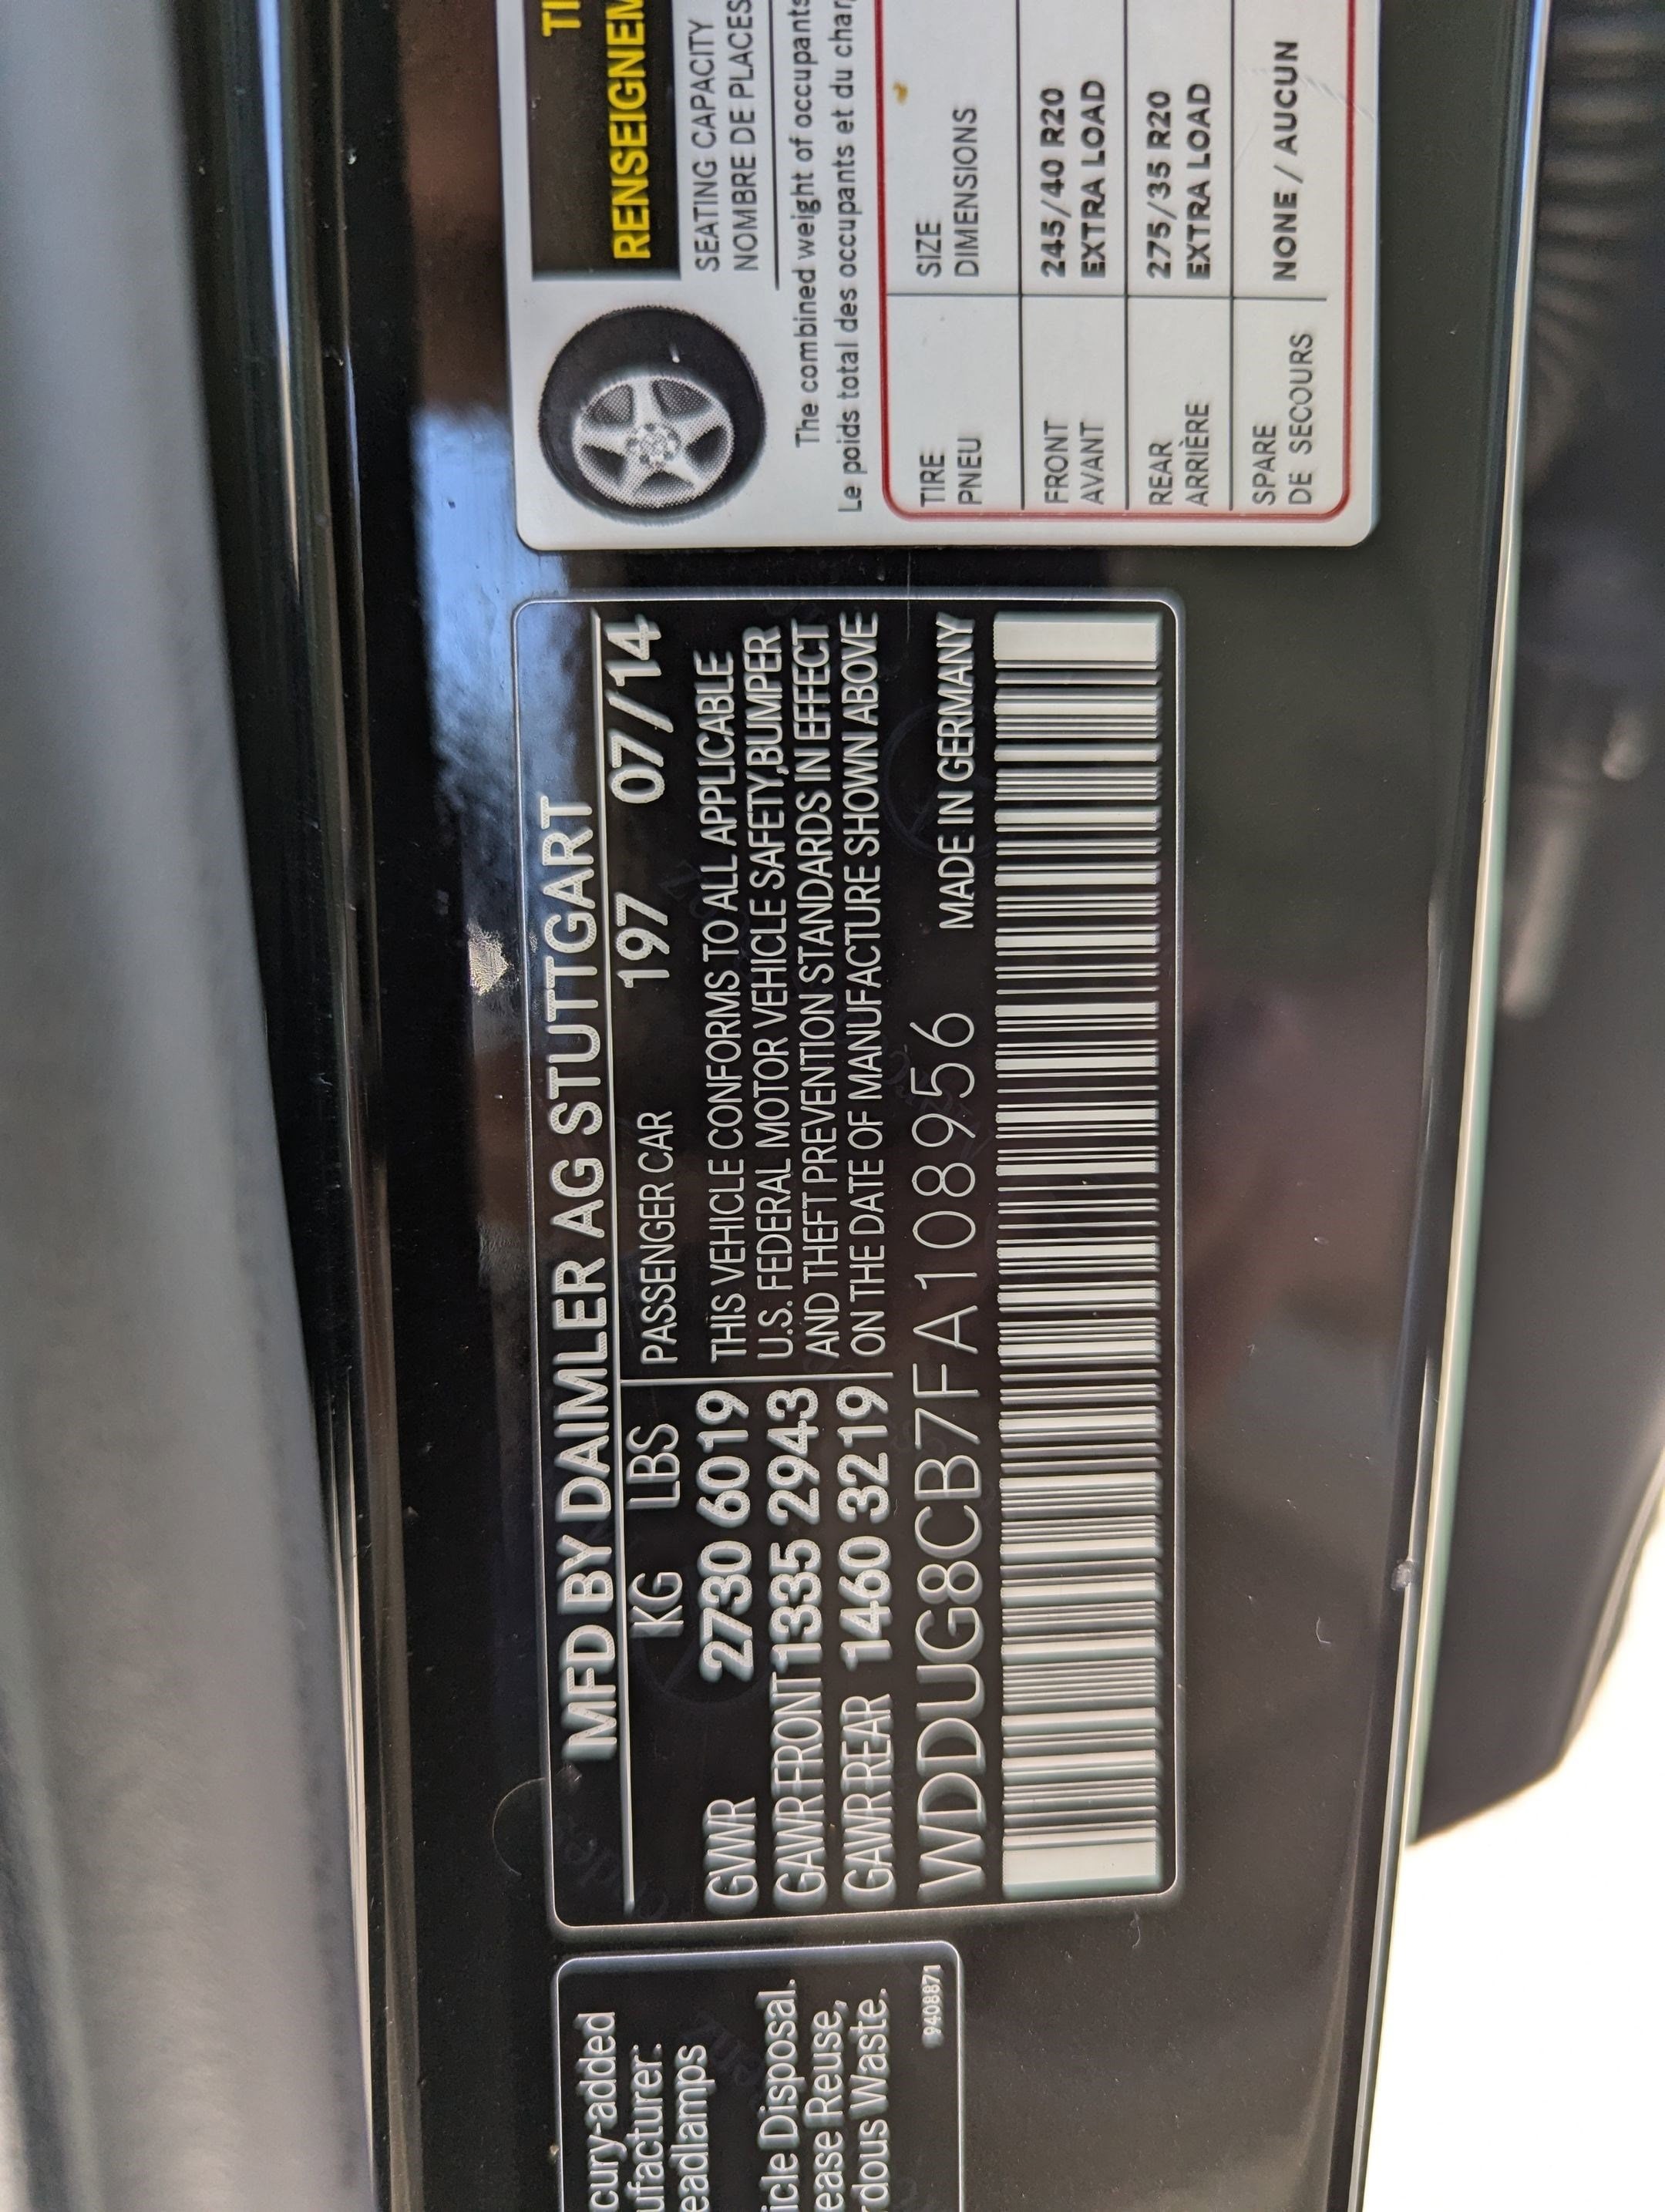 cury-added
ufacturer:
eadlamps
icle Disposal.
ease Reuse,
rdous Waste.
9408871
MFD BY DAIMLER AG STUTTGART
KG LBS PASSENGER CAR 197 07/14
GVWR 2730 6019
GAWR FRONT 1335 2943
GAWR REAR 1460 3219
THIS VEHICLE CONFORMS TO ALL APPLICABLE
U.S. FEDERAL MOTOR VEHICLE SAFETY,BUMPER
AND THEFT PREVENTION STANDARDS IN EFFECT
ON THE DATE OF MANUFACTURE SHOWN ABOVE
WDDUG8CB7FA108956 MADE IN GERMANY
TI
RENSEIGNEM
SEATING CAPACITY
NOMBRE DE PLACES
The combined weight of occupants
Le poids total des occupants et du char
TIRE SIZE
PNEU DIMENSIONS
FRONT 245/40 R20
AVANT EXTRA LOAD
REAR 275/35 R20
ARRIÈRE EXTRA LOAD
SPARE NONE / AUCUN
DE SECOURS